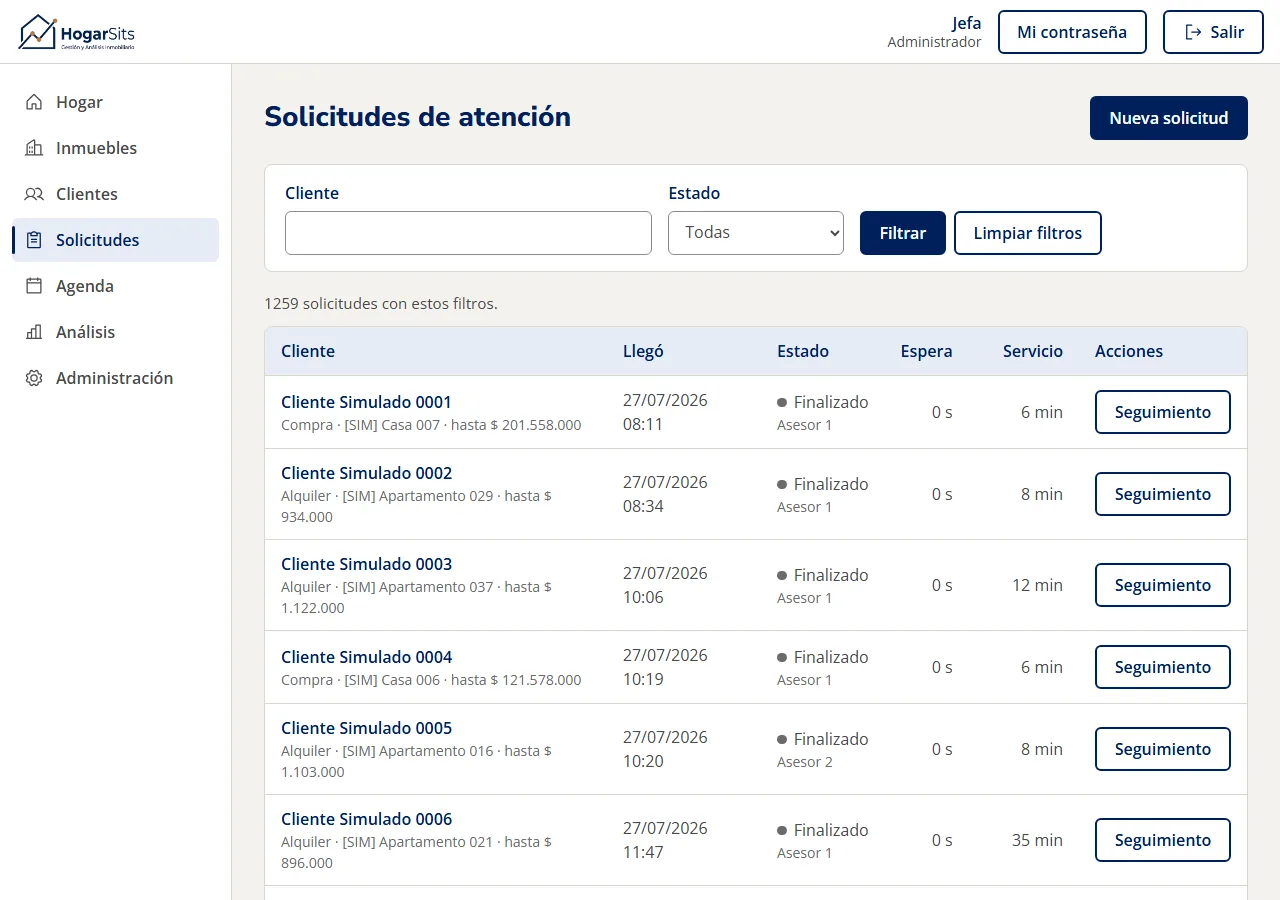 HogarSits
Gestión y Análisis Inmobiliario
Jefa
Administrador
Mi contraseña
Salir
Hogar
Inmuebles
Clientes
Solicitudes
Agenda
Análisis
Administración
Solicitudes de atención
Nueva solicitud
Cliente
Estado
Todas
Filtrar
Limpiar filtros
1259 solicitudes con estos filtros.
Cliente Llegó Estado Espera Servicio Acciones
Cliente Simulado 0001
Compra · [SIM] Casa 007 · hasta $ 201.558.000
27/07/2026
08:11
Finalizado
Asesor 1
0 s
6 min
Seguimiento
Cliente Simulado 0002
Alquiler · [SIM] Apartamento 029 · hasta $
934.000
27/07/2026
08:34
Finalizado
Asesor 1
0 s
8 min
Seguimiento
Cliente Simulado 0003
Alquiler · [SIM] Apartamento 037 · hasta $
1.122.000
27/07/2026
10:06
Finalizado
Asesor 1
0 s
12 min
Seguimiento
Cliente Simulado 0004
Compra · [SIM] Casa 006 · hasta $ 121.578.000
27/07/2026
10:19
Finalizado
Asesor 1
0 s
6 min
Seguimiento
Cliente Simulado 0005
Alquiler · [SIM] Apartamento 016 · hasta $
1.103.000
27/07/2026
10:20
Finalizado
Asesor 2
0 s
8 min
Seguimiento
Cliente Simulado 0006
Alquiler · [SIM] Apartamento 021 · hasta $
896.000
27/07/2026
11:47
Finalizado
Asesor 1
0 s
35 min
Seguimiento